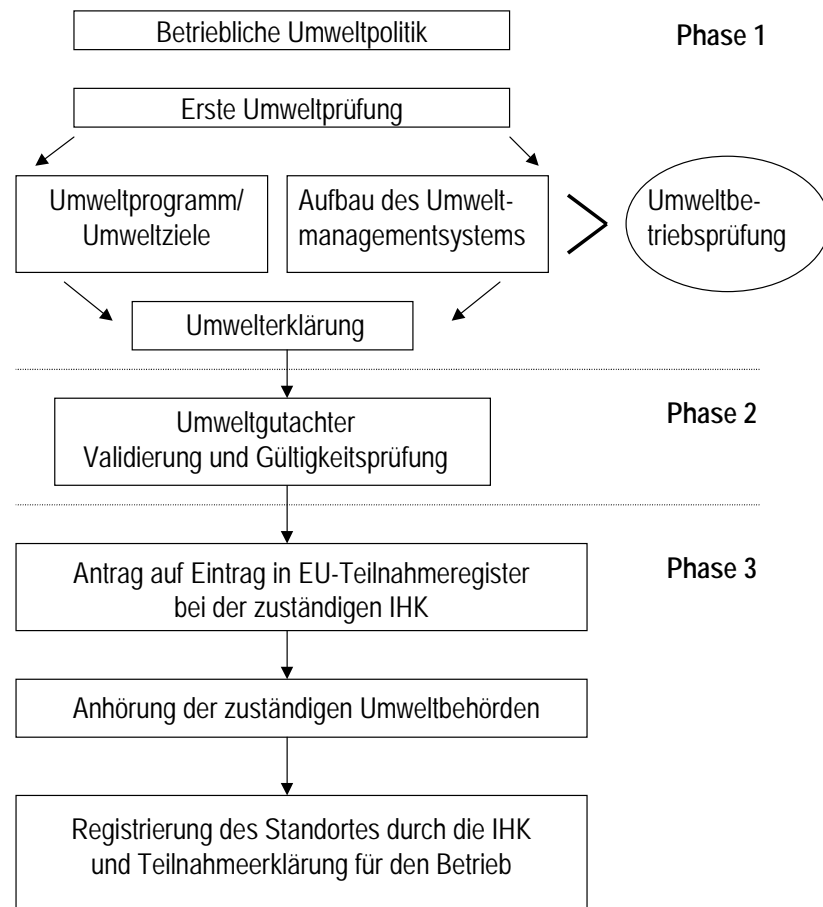 Betriebliche Umweltpolitik
Phase 1
Erste Umweltprüfung
Umweltprogramm/
Umweltziele
Aufbau des Umwelt-
managementsystems
Umweltbe-
triebsprüfung
Umwelterklärung
Umweltgutachter
Validierung und Gültigkeitsprüfung
Phase 2
Antrag auf Eintrag in EU-Teilnahmeregister
bei der zuständigen IHK
Phase 3
Anhörung der zuständigen Umweltbehörden
Registrierung des Standortes durch die IHK
und Teilnahmeerklärung für den Betrieb